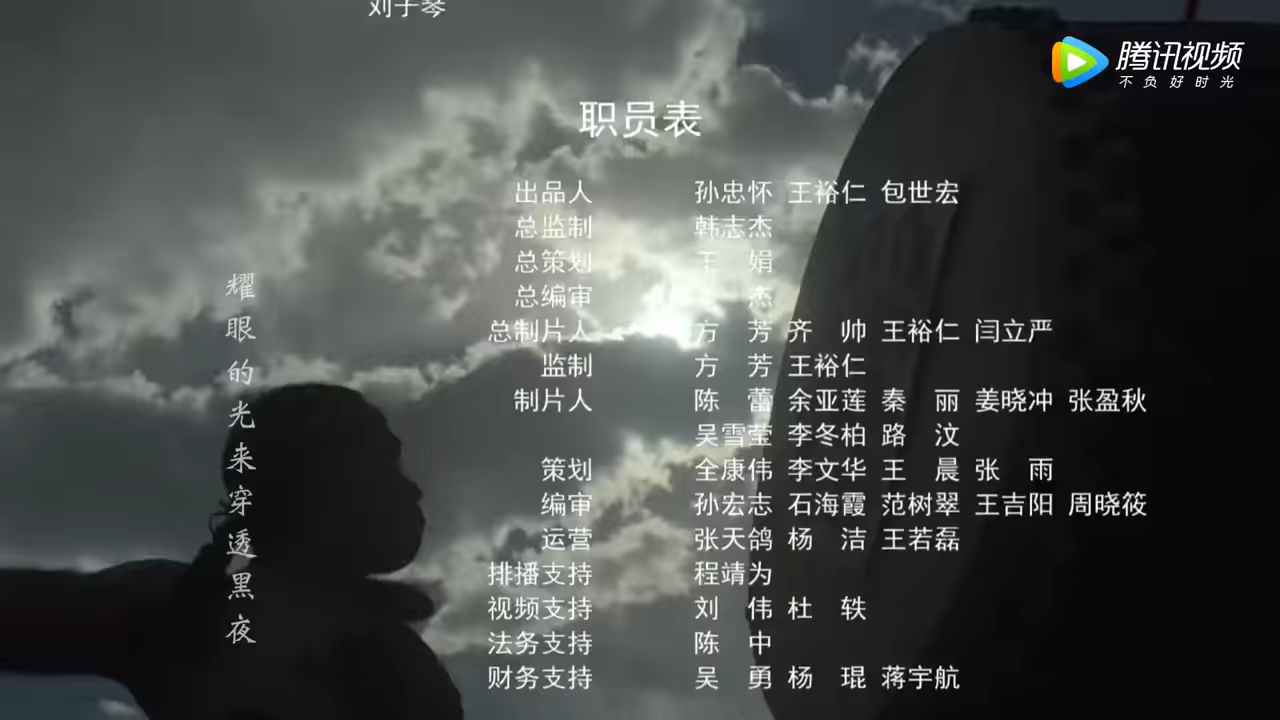 刘子琴
腾讯视频
不负好时光
职员表
出品人 孙忠怀 王裕仁 包世宏
总监制 韩志杰
总策划 王 娟
总编审 杰
总制片人 方 芳 齐 帅 王裕仁 闫立严
监制 方 芳 王裕仁
制片人 陈 蕾 余亚莲 秦 丽 姜晓冲 张盈秋
吴雪莹 李冬柏 路 汶
策划 全康伟 李文华 王 晨 张 雨
编审 孙宏志 石海霞 范树翠 王吉阳 周晓筱
运营 张天鸽 杨 洁 王若磊
排播支持 程靖为
视频支持 刘 伟 杜 轶
法务支持 陈 中
财务支持 吴 勇 杨 琨 蒋宇航
耀眼的光来穿透黑夜